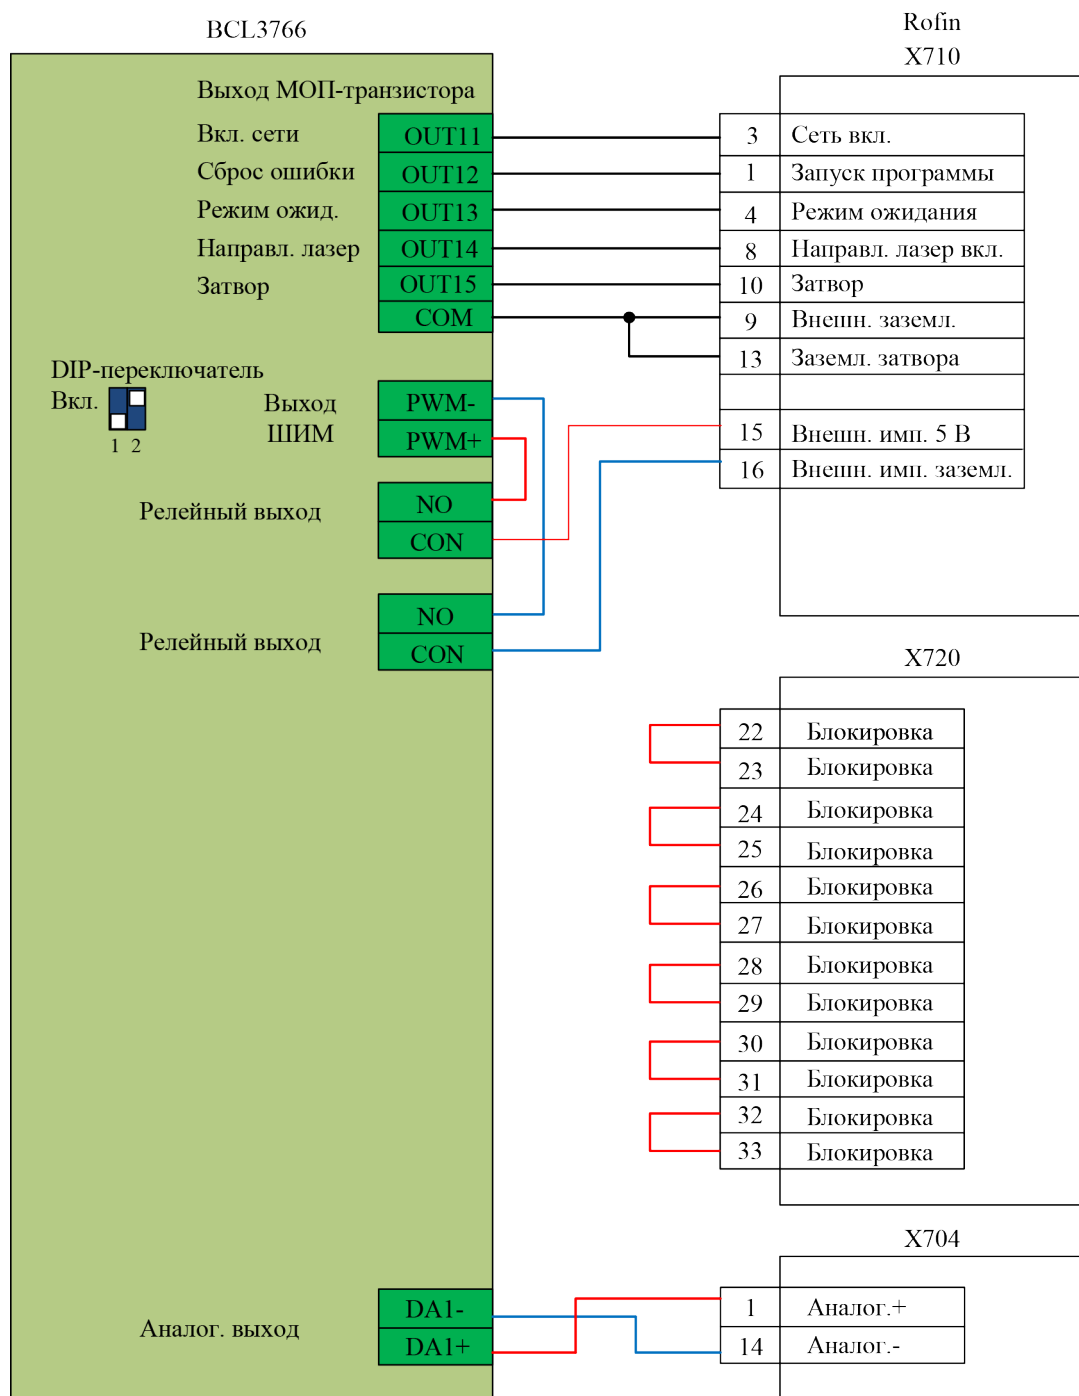 BCL3766
Rofin
X710
Выход МОП-транзистора
Вкл. сети
OUT11
3
Сеть вкл.
Сброс ошибки
OUT12
1
Запуск программы
Режим ожид.
OUT13
4
Режим ожидания
Направл. лазер
OUT14
8
Направл. лазер вкл.
Затвор
OUT15
10
Затвор
COM
9
Внешн. заземл.
13
Заземл. затвора
DIP-переключатель
Вкл.
1 2
Выход
ШИМ
PWM-
PWM+
15
Внешн. имп. 5 В
16
Внешн. имп. заземл.
Релейный выход
NO
CON
Релейный выход
NO
CON
X720
22
Блокировка
23
Блокировка
24
Блокировка
25
Блокировка
26
Блокировка
27
Блокировка
28
Блокировка
29
Блокировка
30
Блокировка
31
Блокировка
32
Блокировка
33
Блокировка
X704
Аналог. выход
DA1-
DA1+
1
Аналог.+
14
Аналог.-